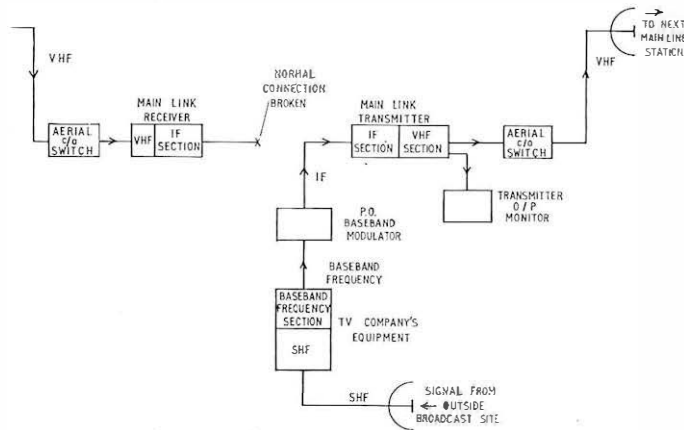 VHF
AERIAL
c/o
SWITCH
MAIN LINK
RECEIVER
VHF
IF
SECTION
NORMAL
CONNECTION
BROKEN
X
MAIN LINK
TRANSMITTER
IF
SECTION
VHF
SECTION
AERIAL
c/o
SWITCH
VHF
TO NEXT
MAIN LINE
STATION
TRANSMITTER
O/P
MONITOR
IF
P.O.
BASEBAND
MODULATOR
BASEBAND
FREQUENCY
BASEBAND
FREQUENCY
SECTION
SHF
TV COMPANY'S
EQUIPMENT
SHF
SIGNAL FROM
OUTSIDE
BROADCAST SITE